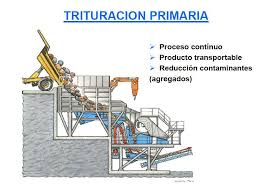 TRITURACION PRIMARIA
➢ Proceso continuo
➢ Producto transportable
➢ Reducción contaminantes
(agregados)